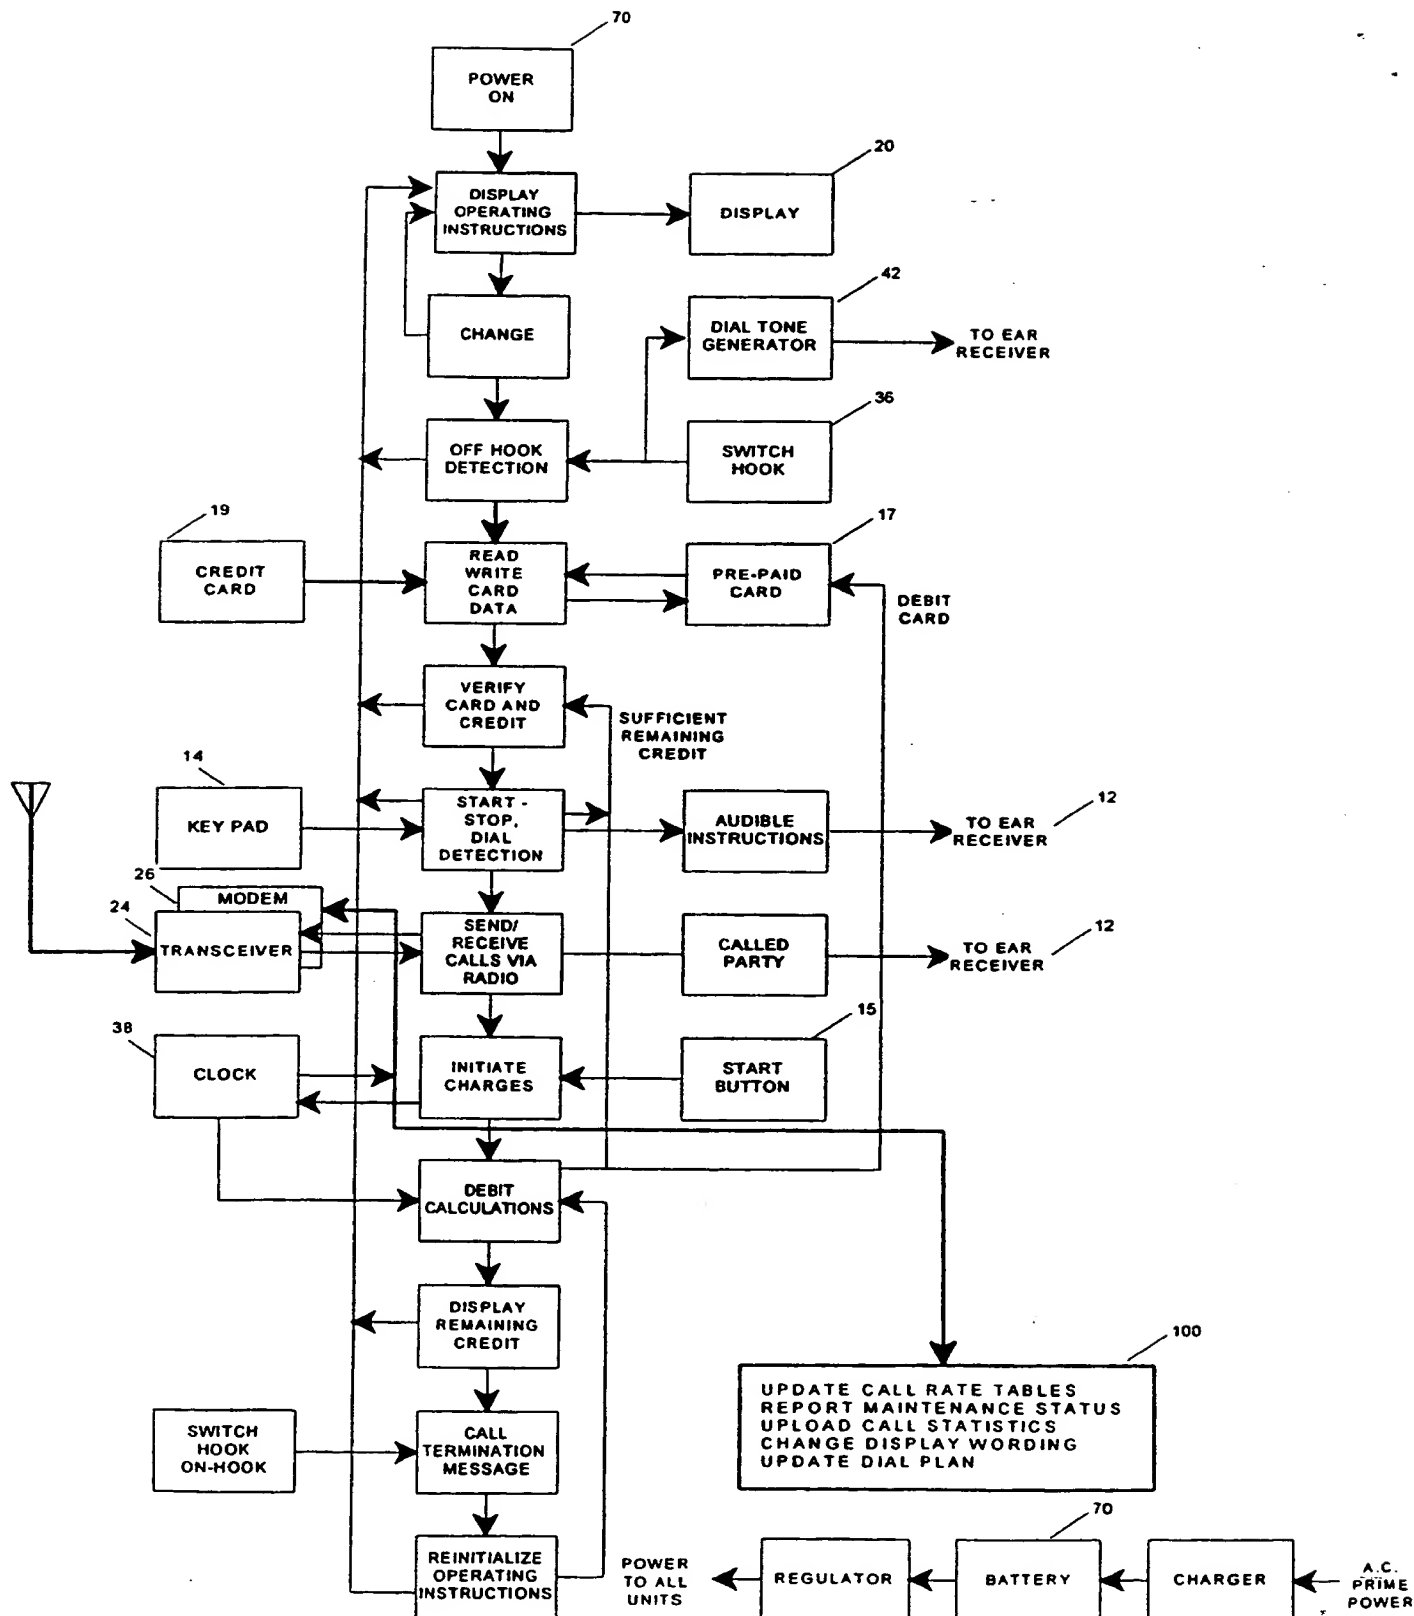 70
POWER
ON
20
DISPLAY
OPERATING
INSTRUCTIONS
DISPLAY
42
CHANGE
DIAL TONE
GENERATOR
TO EAR
RECEIVER
36
OFF HOOK
DETECTION
SWITCH
HOOK
19
17
CREDIT
CARD
READ
WRITE
CARD
DATA
PRE-PAID
CARD
DEBIT
CARD
VERIFY
CARD AND
CREDIT
SUFFICIENT
REMAINING
CREDIT
14
KEY PAD
START -
STOP,
DIAL
DETECTION
AUDIBLE
INSTRUCTIONS
TO EAR
RECEIVER
12
26
MODEM
24
TRANSCEIVER
SEND/
RECEIVE
CALLS VIA
RADIO
CALLED
PARTY
TO EAR
RECEIVER
12
38
15
CLOCK
INITIATE
CHARGES
START
BUTTON
DEBIT
CALCULATIONS
DISPLAY
REMAINING
CREDIT
100
UPDATE CALL RATE TABLES
REPORT MAINTENANCE STATUS
UPLOAD CALL STATISTICS
CHANGE DISPLAY WORDING
UPDATE DIAL PLAN
SWITCH
HOOK
ON-HOOK
CALL
TERMINATION
MESSAGE
70
REINITIALIZE
OPERATING
INSTRUCTIONS
POWER
TO ALL
UNITS
REGULATOR
BATTERY
CHARGER
A.C.
PRIME
POWER